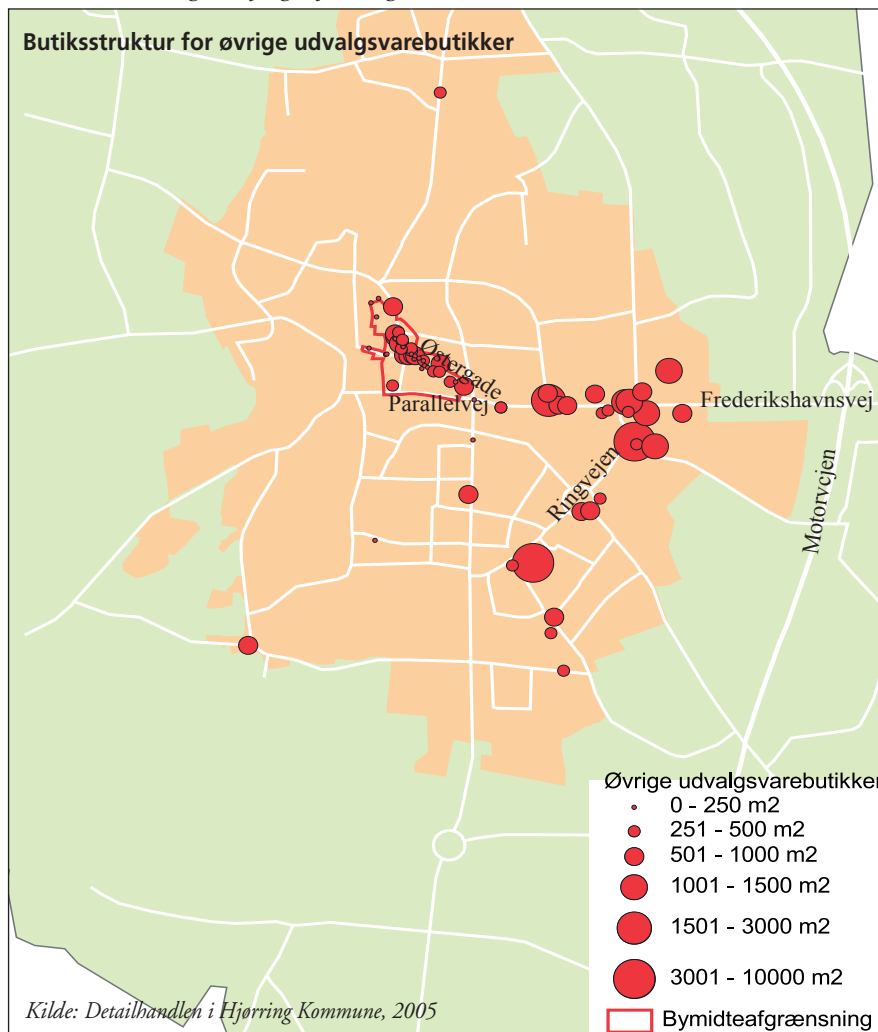 Butiksstruktur for øvrige udvalgsvarebutikker
Østergade
Parallelvej
Frederikshavnsvej
Ringvejen
Motorvejen
Øvrige udvalgsvarebutikker
0 - 250 m2
251 - 500 m2
501 - 1000 m2
1001 - 1500 m2
1501 - 3000 m2
3001 - 10000 m2
Bymidteafgrænsning
Kilde: Detailhandlen i Hjørring Kommune, 2005